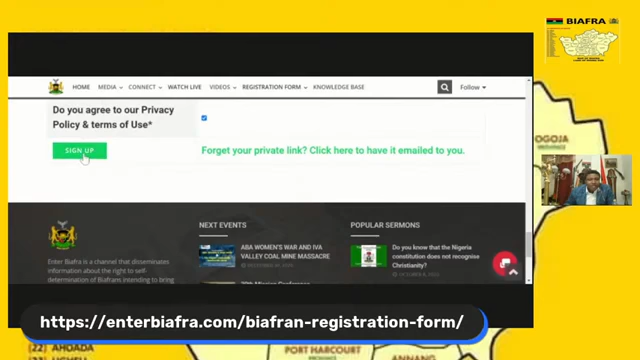 BIAFRA
HOME MEDIA CONNECT WATCH LIVE VIDEOS REGISTRATION FORM KNOWLEDGE BASE Follow
Do you agree to our Privacy
Policy & terms of Use*
SIGN UP
Forget your private link? Click here to have it emailed to you.
Enter Biafra is a channel that disseminates
information about the right to self-
determination of Biafrans intending to bring
NEXT EVENTS
ABA WOMEN'S WAR AND IVA
VALLEY COAL MINE MASSACRE
POPULAR SERMONS
Do you know that the Nigeria
constitution does not recognise
Christianity?
https://enterbiafra.com/biafran-registration-form/
OGOJA
PROVINCE
(22) AHOADA
PORT HARCOURT
ANNANG